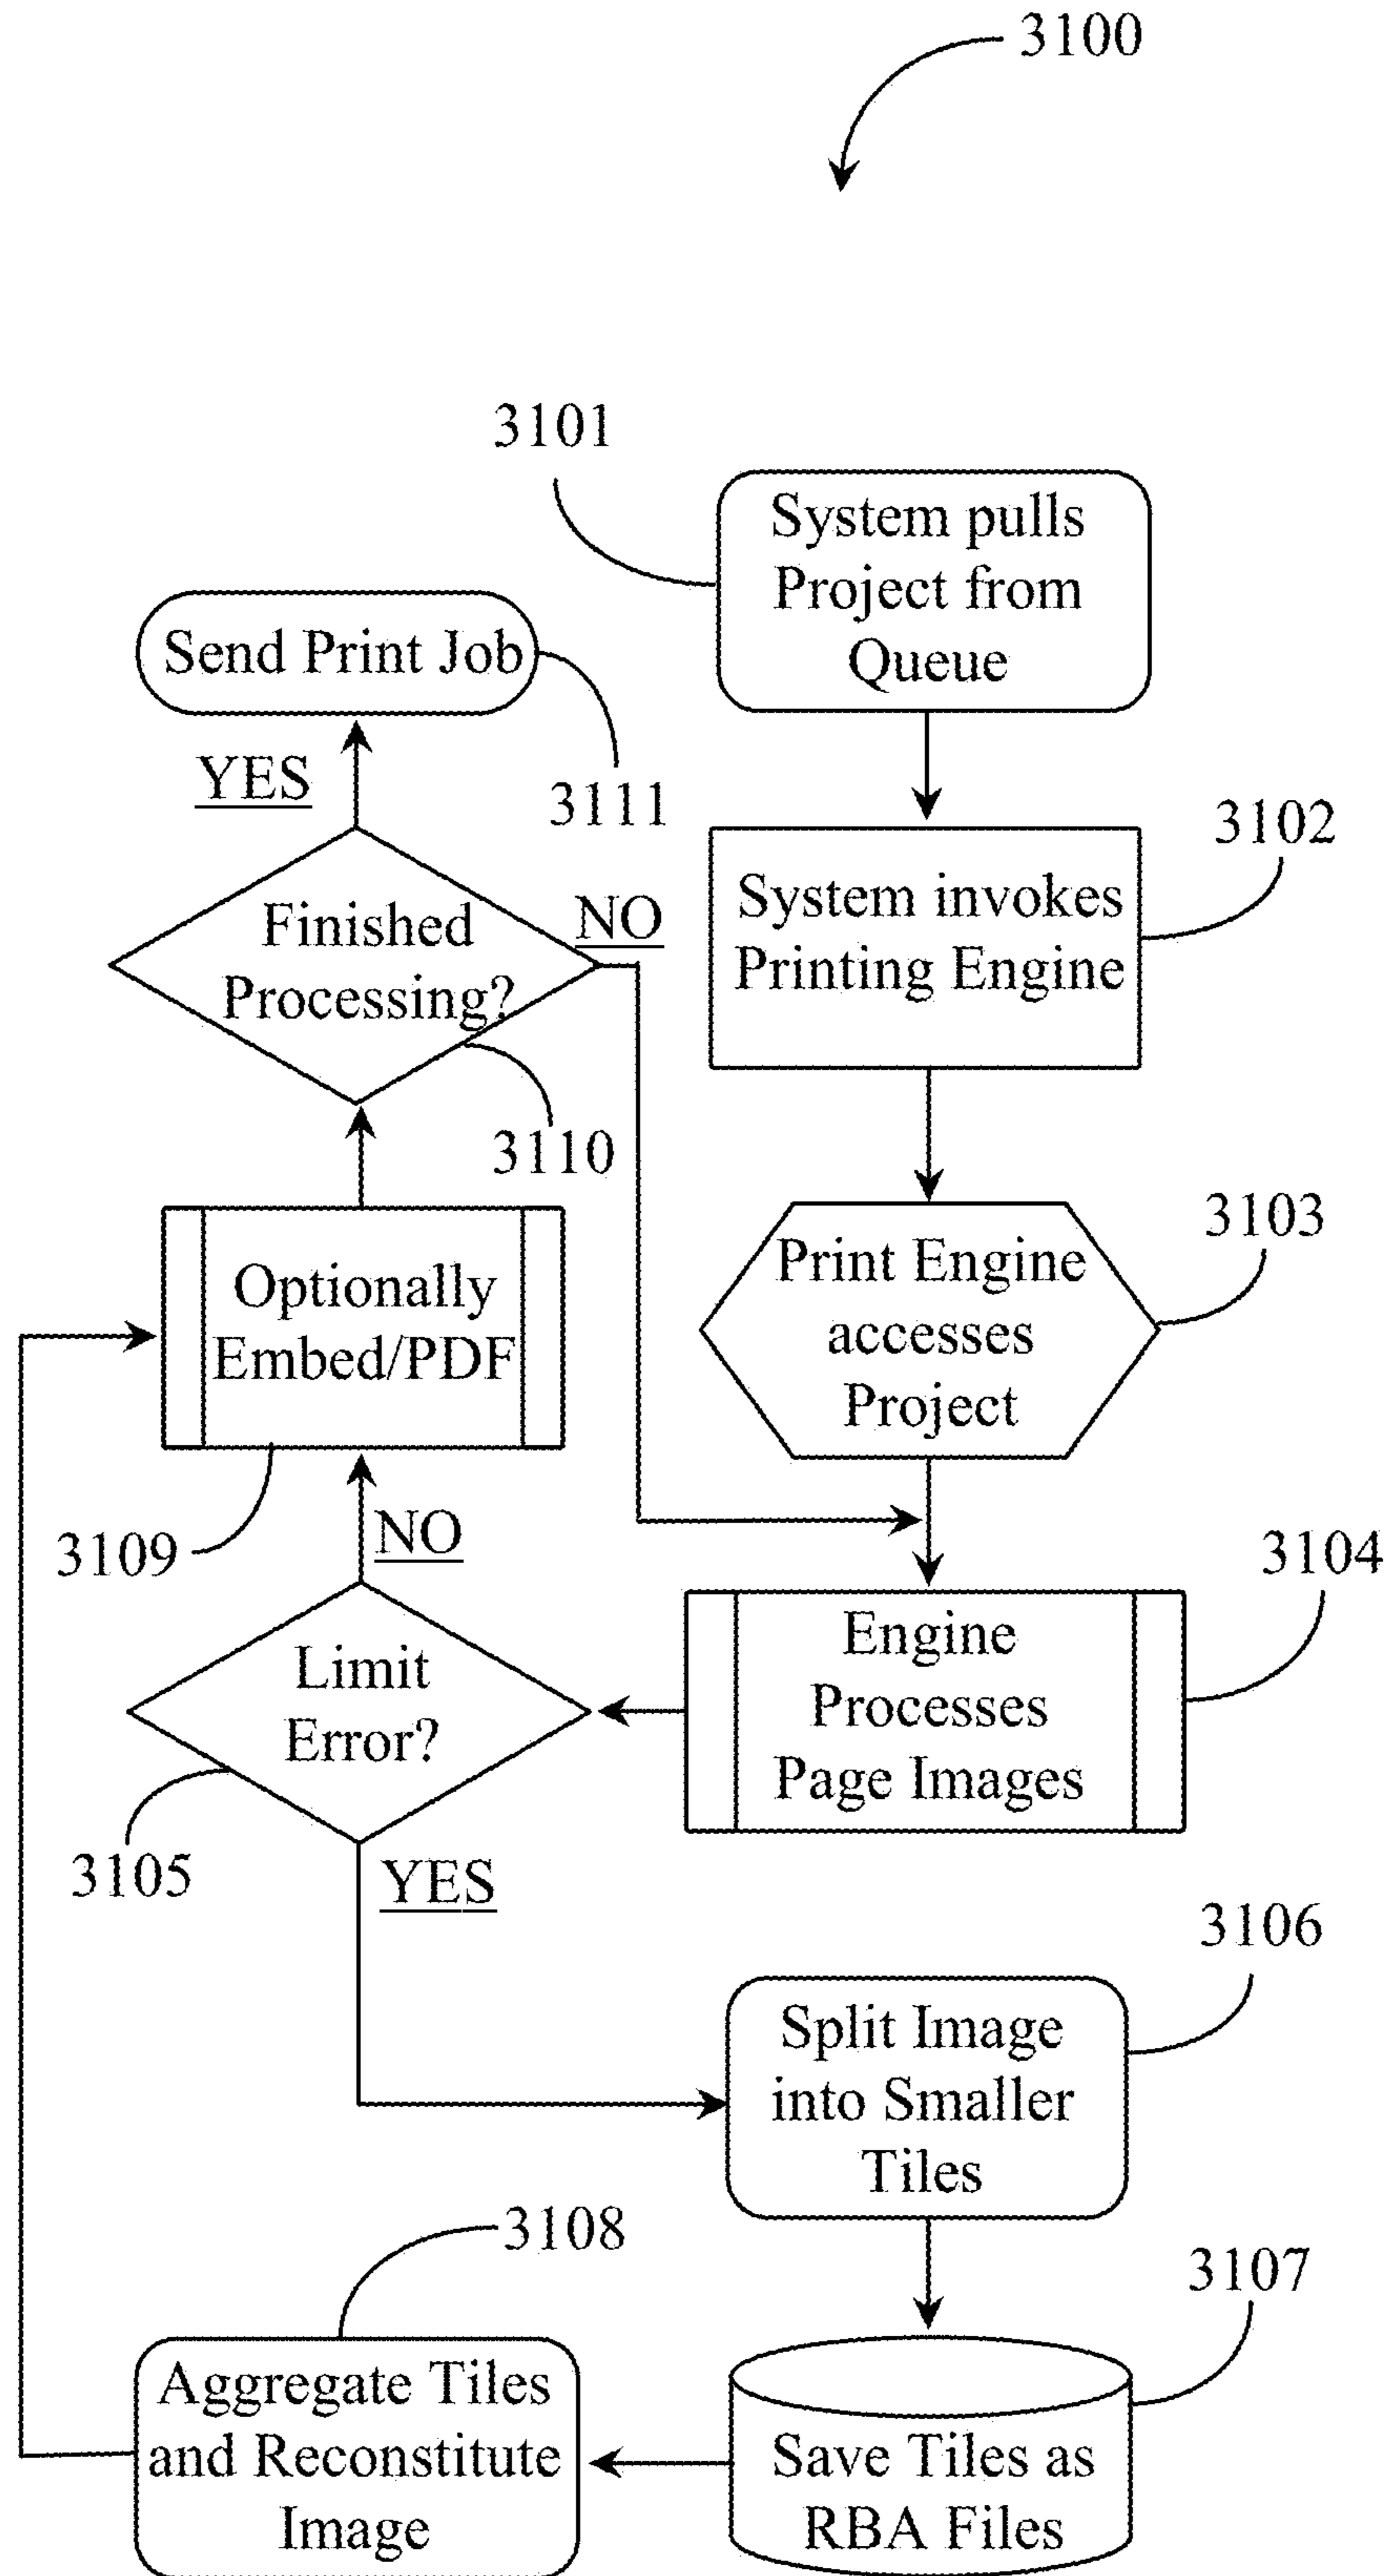 3100
3101
System pulls
Project from
Queue
Send Print Job
3111
YES
3102
System invokes
Printing Engine
Finished
Processing?
NO
3110
3103
Print Engine
accesses
Project
Optionally
Embed/PDF
3109
NO
3104
Engine
Processes
Page Images
Limit
Error?
3105
YES
3106
Split Image
into Smaller
Tiles
3108
3107
Aggregate Tiles
and Reconstitute
Image
Save Tiles as
RBA Files